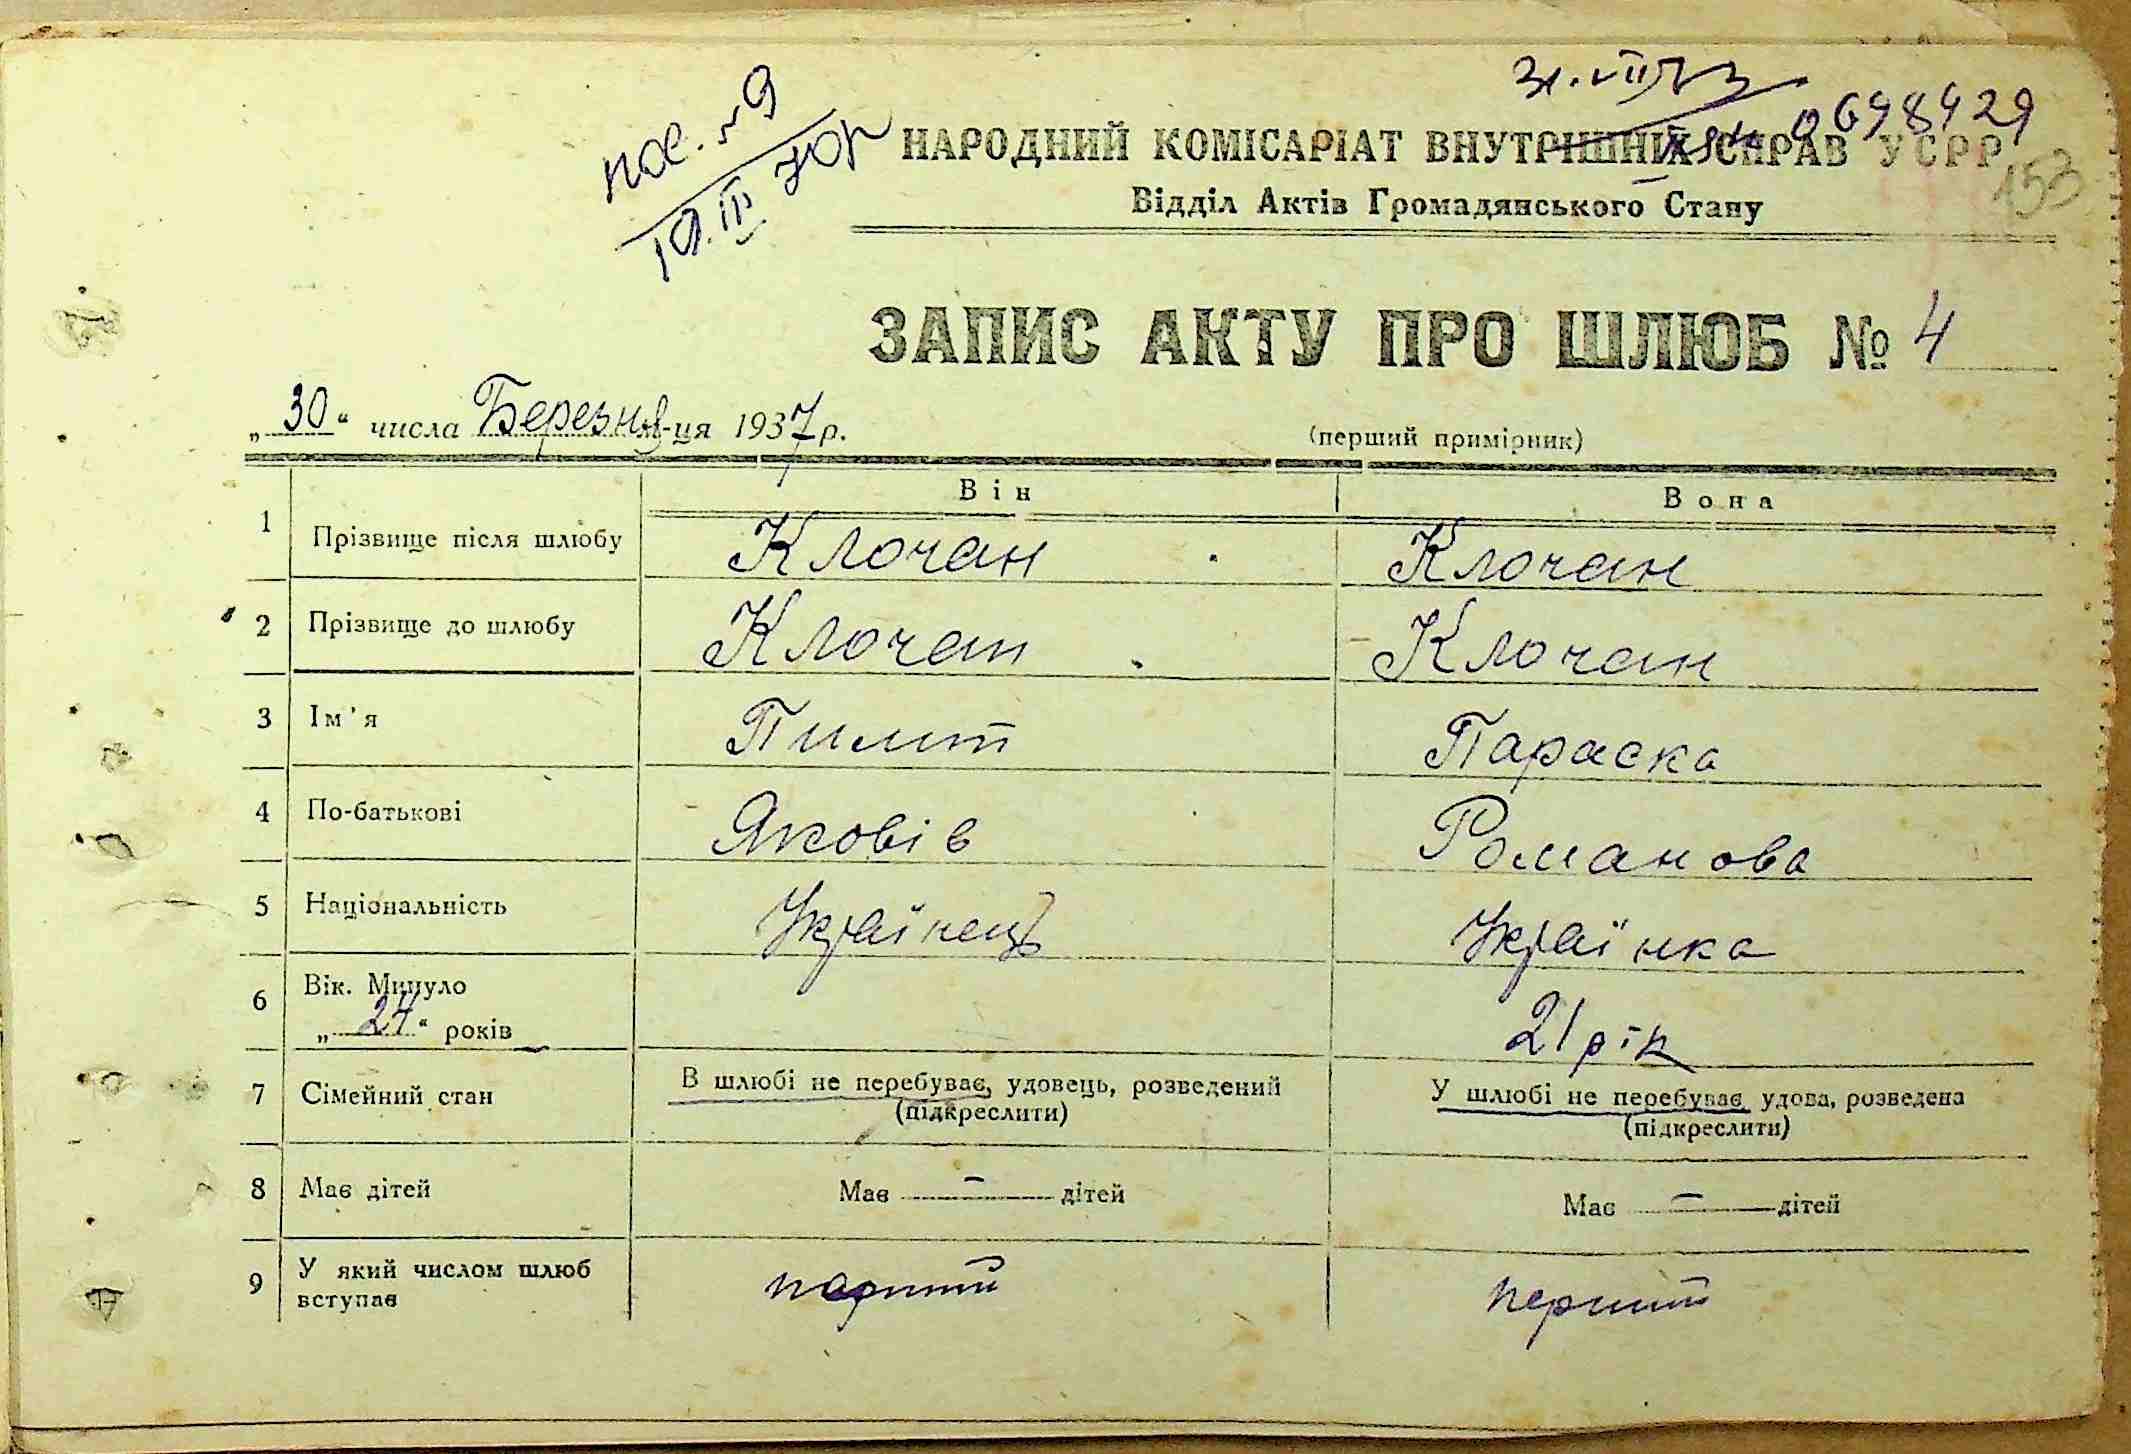 пос. №9
10.III 70р
31.VII 73
0698429
НАРОДНИЙ КОМІСАРІАТ ВНУТРІШНІХ СПРАВ УСРР
153
Відділ Актів Громадянського Стану
ЗАПИС АКТУ ПРО ШЛЮБ № 4
„30“ числа Березня м-ця 1937 р.
(перший примірник)
Він Вона
1 Прізвище після шлюбу Клочан Клочан
2 Прізвище до шлюбу Клочан Клочан
3 Ім'я Пилип Параска
4 По-батькові Яковів Романова
5 Національність Українець Українка
6 Вік. Минуло
„24“ років 21 рік
7 Сімейний стан В шлюбі не перебуває, удовець, розведений У шлюбі не перебуває, удова, розведена
(підкреслити) (підкреслити)
8 Має дітей Має — дітей Має — дітей
9 У який числом шлюб
вступає перший перший